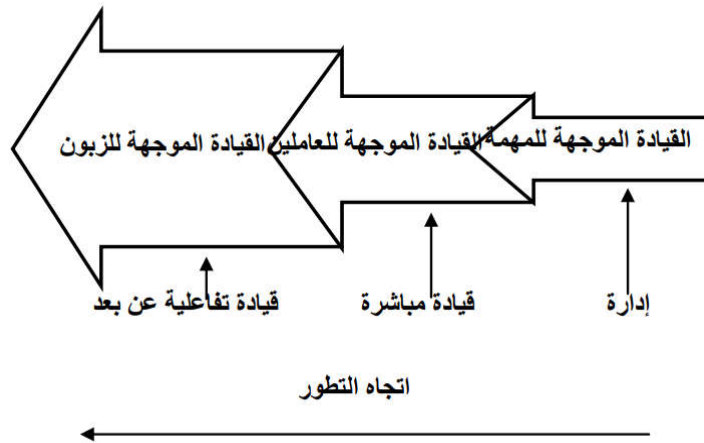 القيادة الموجهة للمهمة
القيادة الموجهة للعاملين
القيادة الموجهة للزبون
إدارة
قيادة مباشرة
قيادة تفاعلية عن بعد
اتجاه التطور